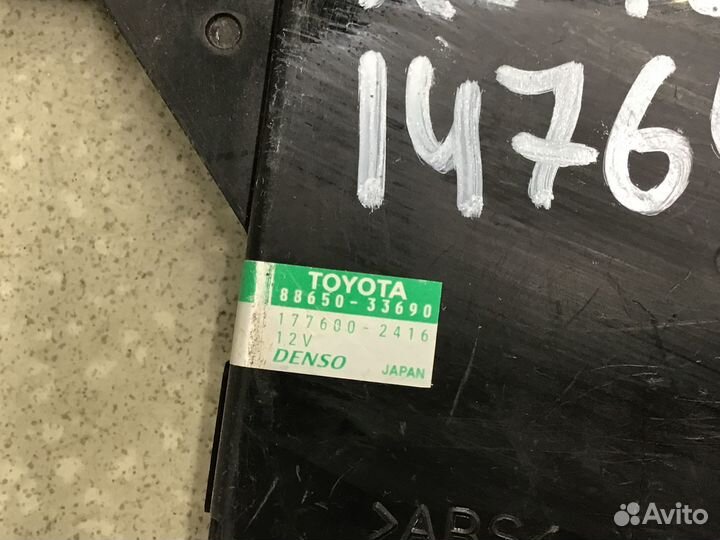 1476
TOYOTA
88650-33690
177600-2416
12V
DENSO JAPAN
>ABS<
Avito